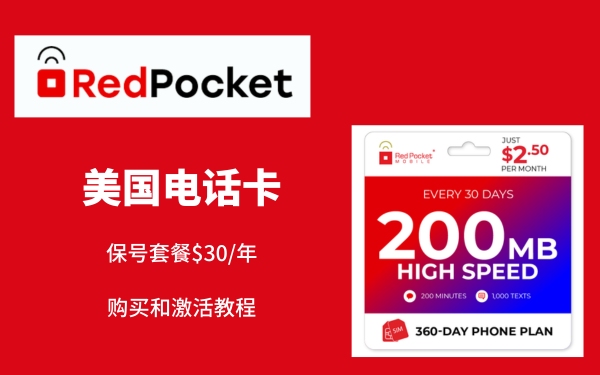 RedPocket
美国电话卡
保号套餐$30/年
购买和激活教程
Red Pocket
MOBILE
JUST
$2.50
PER MONTH
EVERY 30 DAYS
200MB
HIGH SPEED
200 MINUTES
1,000 TEXTS
SIM
360-DAY PHONE PLAN